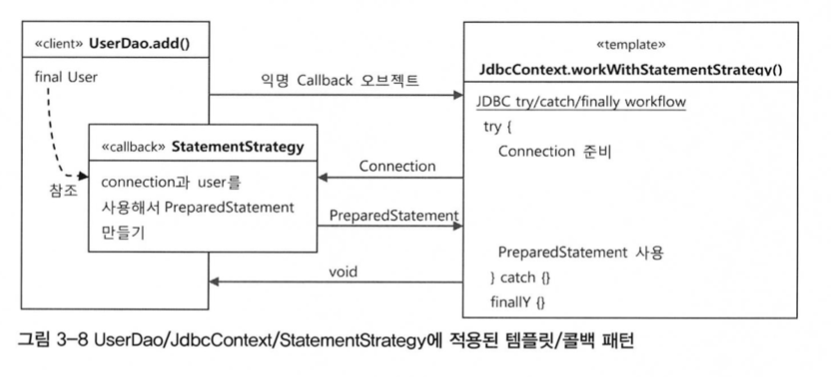 «client» UserDao.add()
final User
참조
«callback» StatementStrategy
connection과 user를
사용해서 PreparedStatement
만들기
익명 Callback 오브젝트
Connection
PreparedStatement
void
«template»
JdbcContext.workWithStatementStrategy()
JDBC try/catch/finally workflow
try {
Connection 준비
PreparedStatement 사용
} catch {}
finallY {}
그림 3-8 UserDao/JdbcContext/StatementStrategy에 적용된 템플릿/콜백 패턴